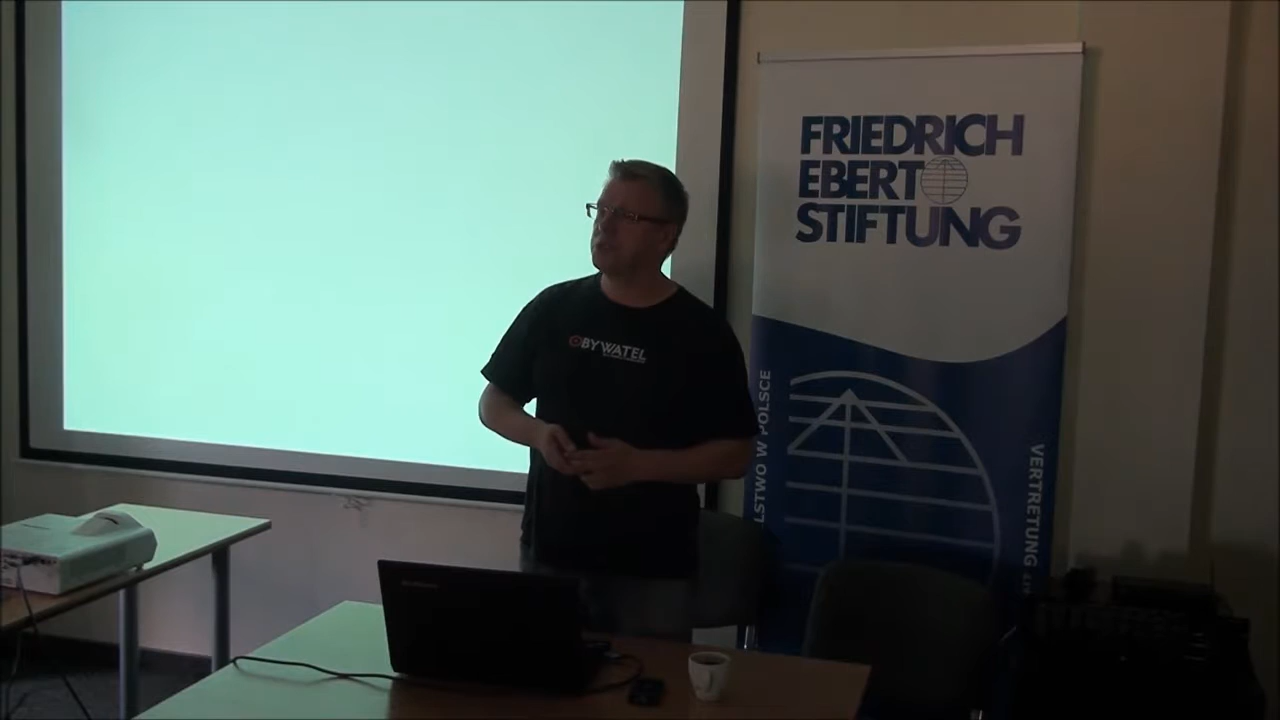 FRIEDRICH
EBERT
STIFTUNG
OBYWATEL
LSTWO W POLSCE
VERTRETUNG